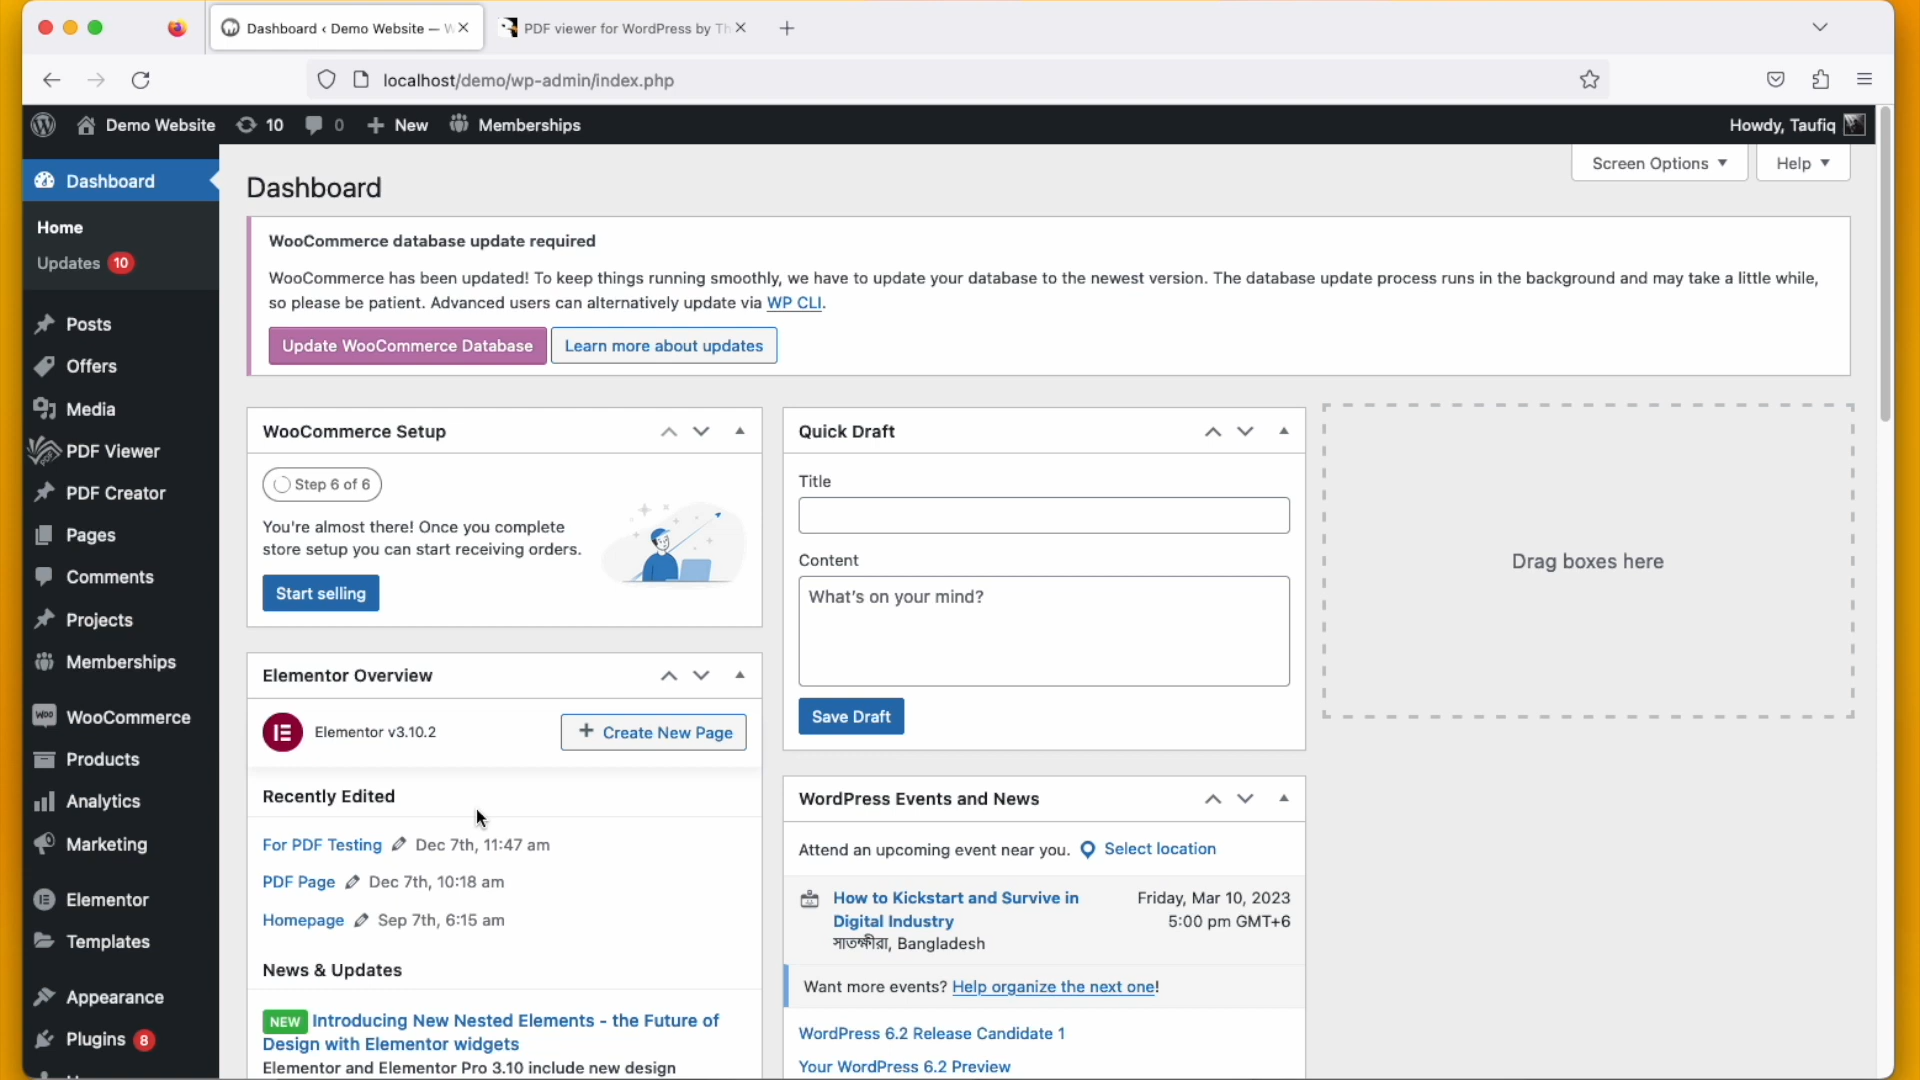 Dashboard ‹ Demo Website — W
PDF viewer for WordPress by Th
localhost/demo/wp-admin/index.php
Demo Website
10
0
New
Memberships
Howdy, Taufiq
Dashboard
Home
Updates 10
Posts
Offers
Media
PDF Viewer
PDF Creator
Pages
Comments
Projects
Memberships
WooCommerce
Products
Analytics
Marketing
Elementor
Templates
Appearance
Plugins 8
Screen Options
Help
Dashboard
WooCommerce database update required
WooCommerce has been updated! To keep things running smoothly, we have to update your database to the newest version. The database update process runs in the background and may take a little while,
so please be patient. Advanced users can alternatively update via WP CLI.
Update WooCommerce Database
Learn more about updates
WooCommerce Setup
Step 6 of 6
You're almost there! Once you complete
store setup you can start receiving orders.
Start selling
Elementor Overview
Elementor v3.10.2
+ Create New Page
Recently Edited
For PDF Testing Dec 7th, 11:47 am
PDF Page Dec 7th, 10:18 am
Homepage Sep 7th, 6:15 am
News & Updates
NEW Introducing New Nested Elements - the Future of
Design with Elementor widgets
Elementor and Elementor Pro 3.10 include new design
Quick Draft
Title
Content
What's on your mind?
Save Draft
WordPress Events and News
Attend an upcoming event near you. Select location
How to Kickstart and Survive in
Digital Industry
সাতক্ষীরা, Bangladesh
Friday, Mar 10, 2023
5:00 pm GMT+6
Want more events? Help organize the next one!
WordPress 6.2 Release Candidate 1
Your WordPress 6.2 Preview
Drag boxes here